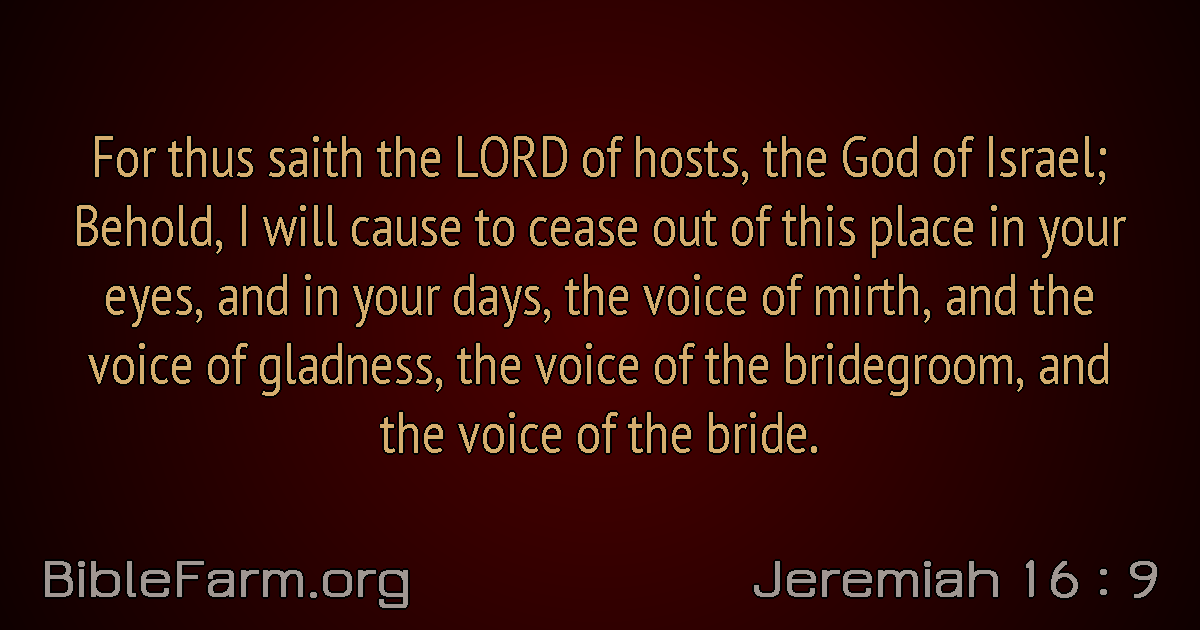 For thus saith the LORD of hosts, the God of Israel;
Behold, I will cause to cease out of this place in your
eyes, and in your days, the voice of mirth, and the
voice of gladness, the voice of the bridegroom, and
the voice of the bride.
BibleFarm.org
Jeremiah 16 : 9